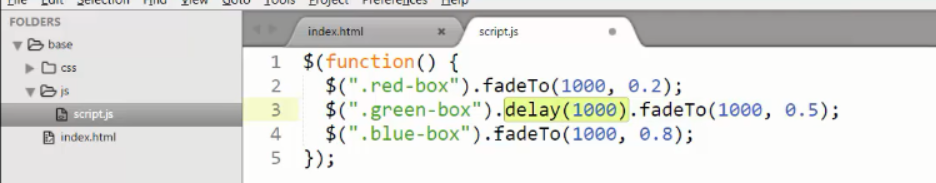 File Edit Selection Find View Goto Tools Project Preferences Help
FOLDERS
base
css
js
script.js
index.html
index.html ×
script.js
1 $(function() {
2 $(".red-box").fadeTo(1000, 0.2);
3 $(".green-box").delay(1000).fadeTo(1000, 0.5);
4 $(".blue-box").fadeTo(1000, 0.8);
5 });